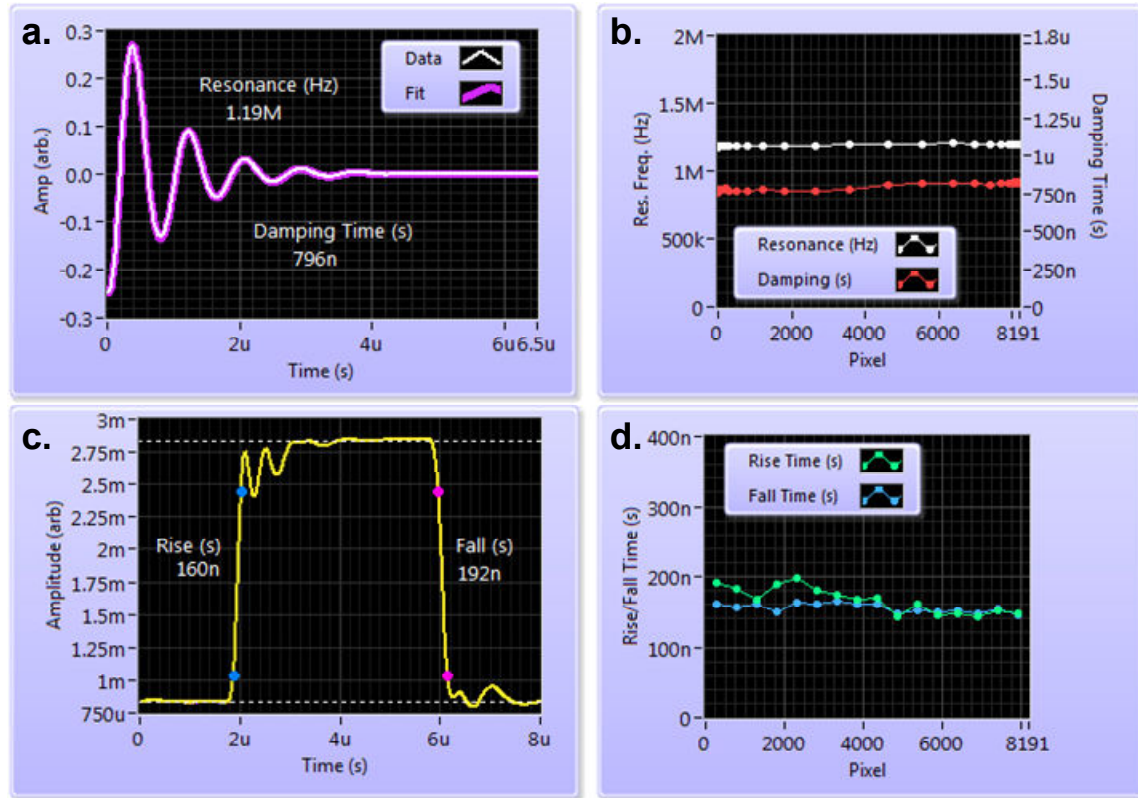 a.
0.3
0.2
0.1
0.0
-0.1
-0.2
-0.3
Amp (arb.)
Resonance (Hz)
1.19M
Data
Fit
Damping Time (s)
796n
0 2u 4u 6u 6.5u
Time (s)
b.
2M
1.5M
1M
500k
0
Res. Freq. (Hz)
1.8u
1.5u
1.25u
1u
750n
500n
250n
0
Damping Time (s)
Resonance (Hz)
Damping (s)
0 2000 4000 6000 8191
Pixel
c.
3m
2.75m
2.5m
2.25m
2m
1.75m
1.5m
1.25m
1m
750u
Amplitude (arb)
Rise (s)
160n
Fall (s)
192n
0 2u 4u 6u 8u
Time (s)
d.
400n
300n
200n
100n
0
Rise/Fall Time (s)
Rise Time (s)
Fall Time (s)
0 2000 4000 6000 8191
Pixel